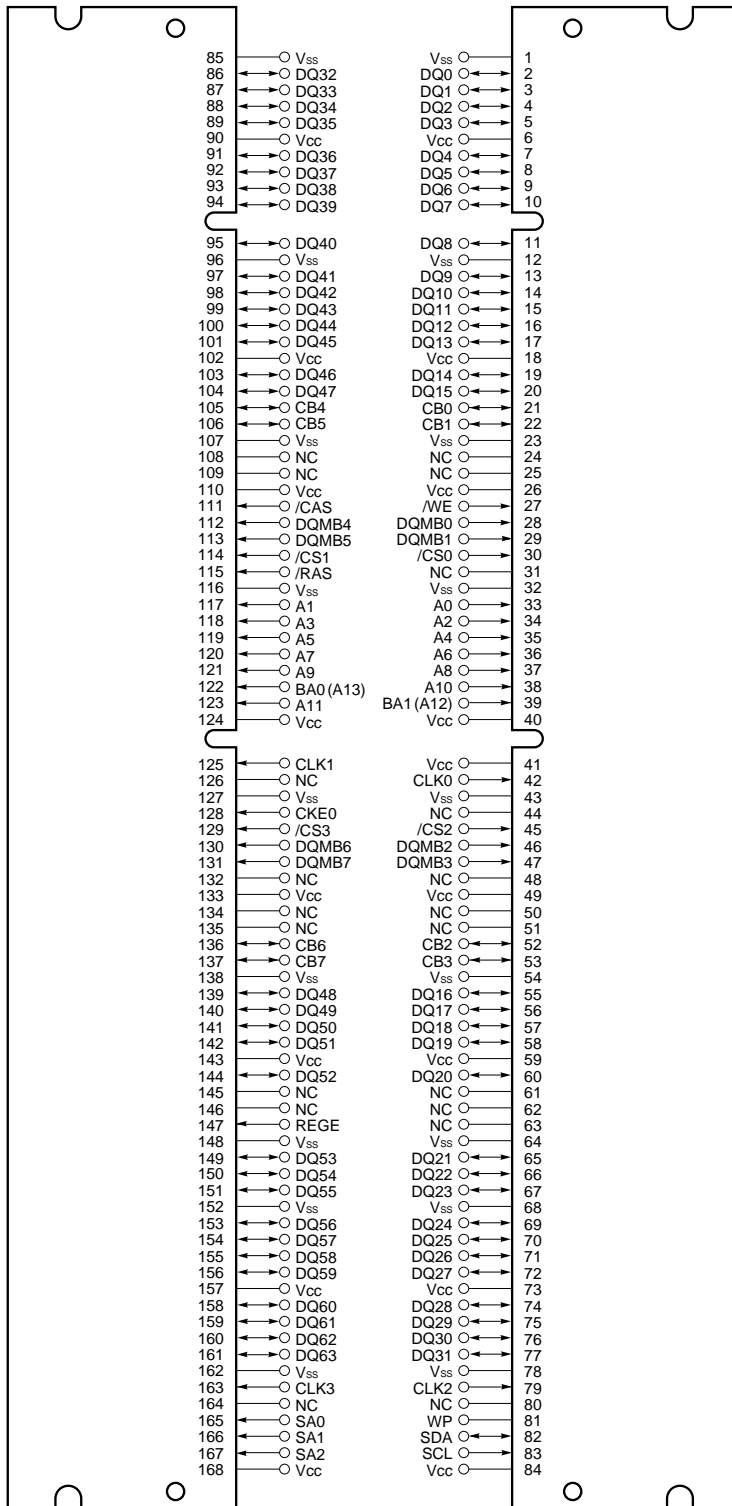 85 Vss Vss 1
86 DQ32 DQ0 2
87 DQ33 DQ1 3
88 DQ34 DQ2 4
89 DQ35 DQ3 5
90 Vcc Vcc 6
91 DQ36 DQ4 7
92 DQ37 DQ5 8
93 DQ38 DQ6 9
94 DQ39 DQ7 10
95 DQ40 DQ8 11
96 Vss Vss 12
97 DQ41 DQ9 13
98 DQ42 DQ10 14
99 DQ43 DQ11 15
100 DQ44 DQ12 16
101 DQ45 DQ13 17
102 Vcc Vcc 18
103 DQ46 DQ14 19
104 DQ47 DQ15 20
105 CB4 CB0 21
106 CB5 CB1 22
107 Vss Vss 23
108 NC NC 24
109 NC NC 25
110 Vcc Vcc 26
111 /CAS /WE 27
112 DQMB4 DQMB0 28
113 DQMB5 DQMB1 29
114 /CS1 /CS0 30
115 /RAS NC 31
116 Vss Vss 32
117 A1 A0 33
118 A3 A2 34
119 A5 A4 35
120 A7 A6 36
121 A9 A8 37
122 BA0 (A13) A10 38
123 A11 BA1 (A12) 39
124 Vcc Vcc 40
125 CLK1 Vcc 41
126 NC CLK0 42
127 Vss Vss 43
128 CKE0 NC 44
129 /CS3 /CS2 45
130 DQMB6 DQMB2 46
131 DQMB7 DQMB3 47
132 NC NC 48
133 Vcc Vcc 49
134 NC NC 50
135 NC NC 51
136 CB6 CB2 52
137 CB7 CB3 53
138 Vss Vss 54
139 DQ48 DQ16 55
140 DQ49 DQ17 56
141 DQ50 DQ18 57
142 DQ51 DQ19 58
143 Vcc Vcc 59
144 DQ52 DQ20 60
145 NC NC 61
146 NC NC 62
147 REGE NC 63
148 Vss Vss 64
149 DQ53 DQ21 65
150 DQ54 DQ22 66
151 DQ55 DQ23 67
152 Vss Vss 68
153 DQ56 DQ24 69
154 DQ57 DQ25 70
155 DQ58 DQ26 71
156 DQ59 DQ27 72
157 Vcc Vcc 73
158 DQ60 DQ28 74
159 DQ61 DQ29 75
160 DQ62 DQ30 76
161 DQ63 DQ31 77
162 Vss Vss 78
163 CLK3 CLK2 79
164 NC NC 80
165 SA0 WP 81
166 SA1 SDA 82
167 SA2 SCL 83
168 Vcc Vcc 84